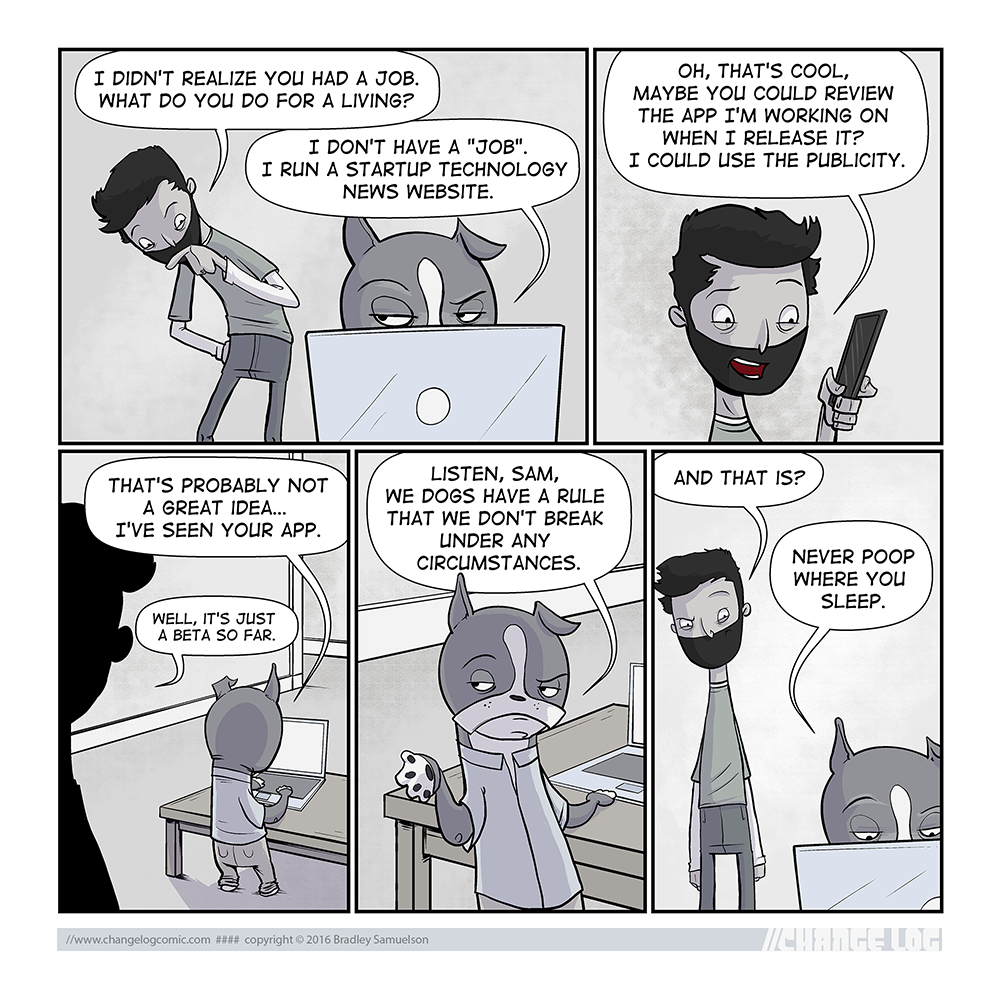 I DIDN'T REALIZE YOU HAD A JOB.
WHAT DO YOU DO FOR A LIVING?
I DON'T HAVE A "JOB".
I RUN A STARTUP TECHNOLOGY
NEWS WEBSITE.
OH, THAT'S COOL,
MAYBE YOU COULD REVIEW
THE APP I'M WORKING ON
WHEN I RELEASE IT?
I COULD USE THE PUBLICITY.
THAT'S PROBABLY NOT
A GREAT IDEA...
I'VE SEEN YOUR APP.
WELL, IT'S JUST
A BETA SO FAR.
LISTEN, SAM,
WE DOGS HAVE A RULE
THAT WE DON'T BREAK
UNDER ANY
CIRCUMSTANCES.
AND THAT IS?
NEVER POOP
WHERE YOU
SLEEP.
//www.changelogcomic.com #### copyright © 2016 Bradley Samuelson
//CHANGE LOG